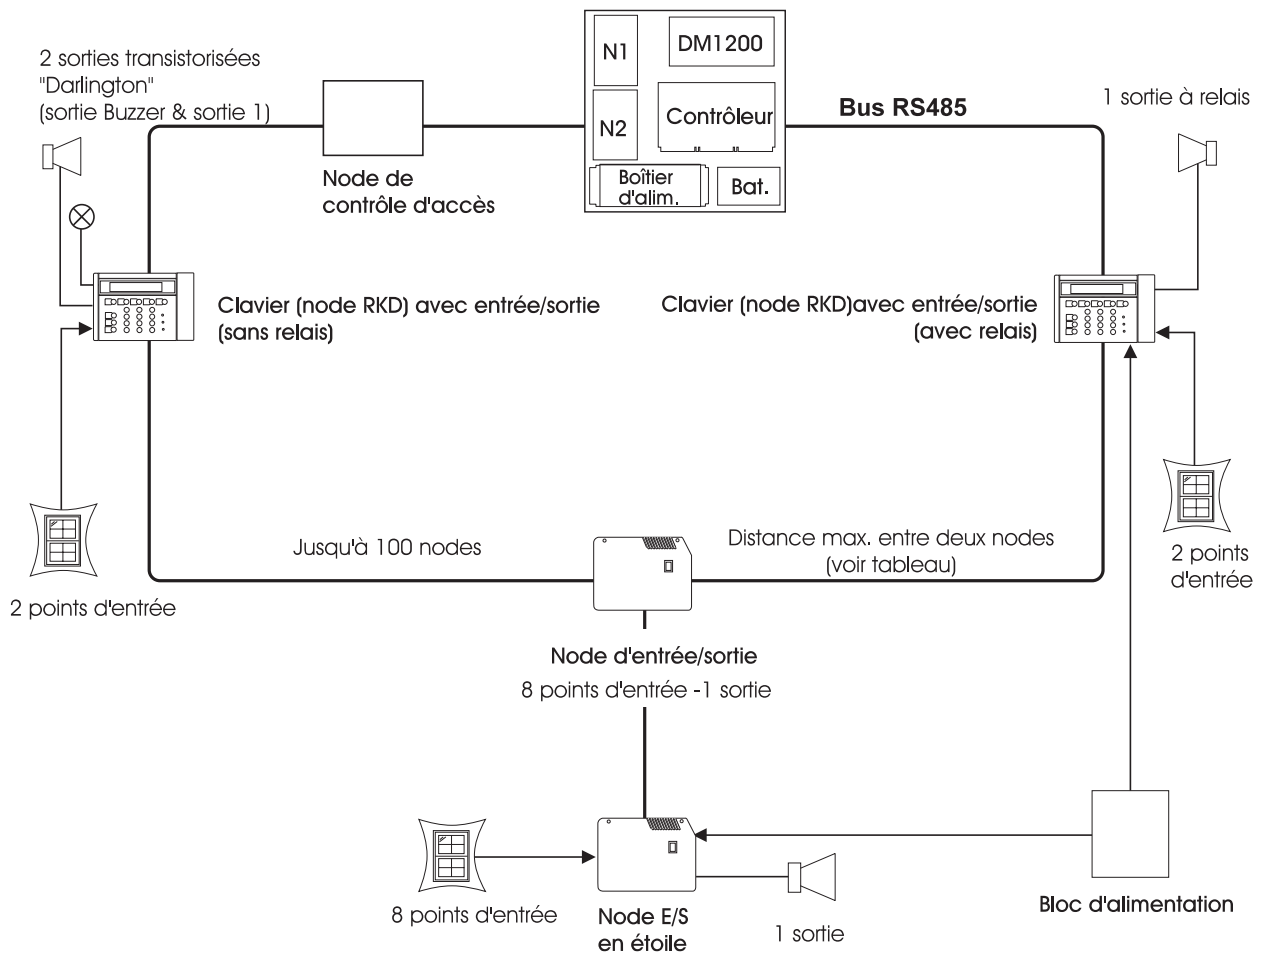 2 sorties transistorisées
"Darlington"
(sortie Buzzer & sortie 1)
N1
DM1200
N2
Contrôleur
Boîtier
d'alim.
Bat.
Bus RS485
1 sortie à relais
Node de
contrôle d'accès
Clavier (node RKD) avec entrée/sortie
(sans relais)
Clavier (node RKD)avec entrée/sortie
(avec relais)
Jusqu'à 100 nodes
Distance max. entre deux nodes
(voir tableau)
2 points d'entrée
2 points
d'entrée
Node d'entrée/sortie
8 points d'entrée -1 sortie
8 points d'entrée
Node E/S
en étoile
1 sortie
Bloc d'alimentation